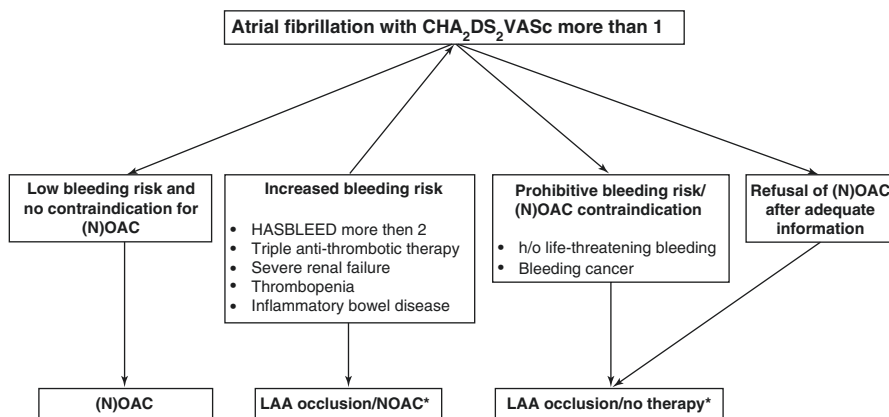 Atrial fibrillation with CHA₂DS₂VASc more than 1
Low bleeding risk and
no contraindication for
(N)OAC
Increased bleeding risk
• HASBLEED more then 2
• Triple anti-thrombotic therapy
• Severe renal failure
• Thrombopenia
• Inflammatory bowel disease
Prohibitive bleeding risk/
(N)OAC contraindication
• h/o life-threatening bleeding
• Bleeding cancer
Refusal of (N)OAC
after adequate
information
(N)OAC
LAA occlusion/NOAC*
LAA occlusion/no therapy*